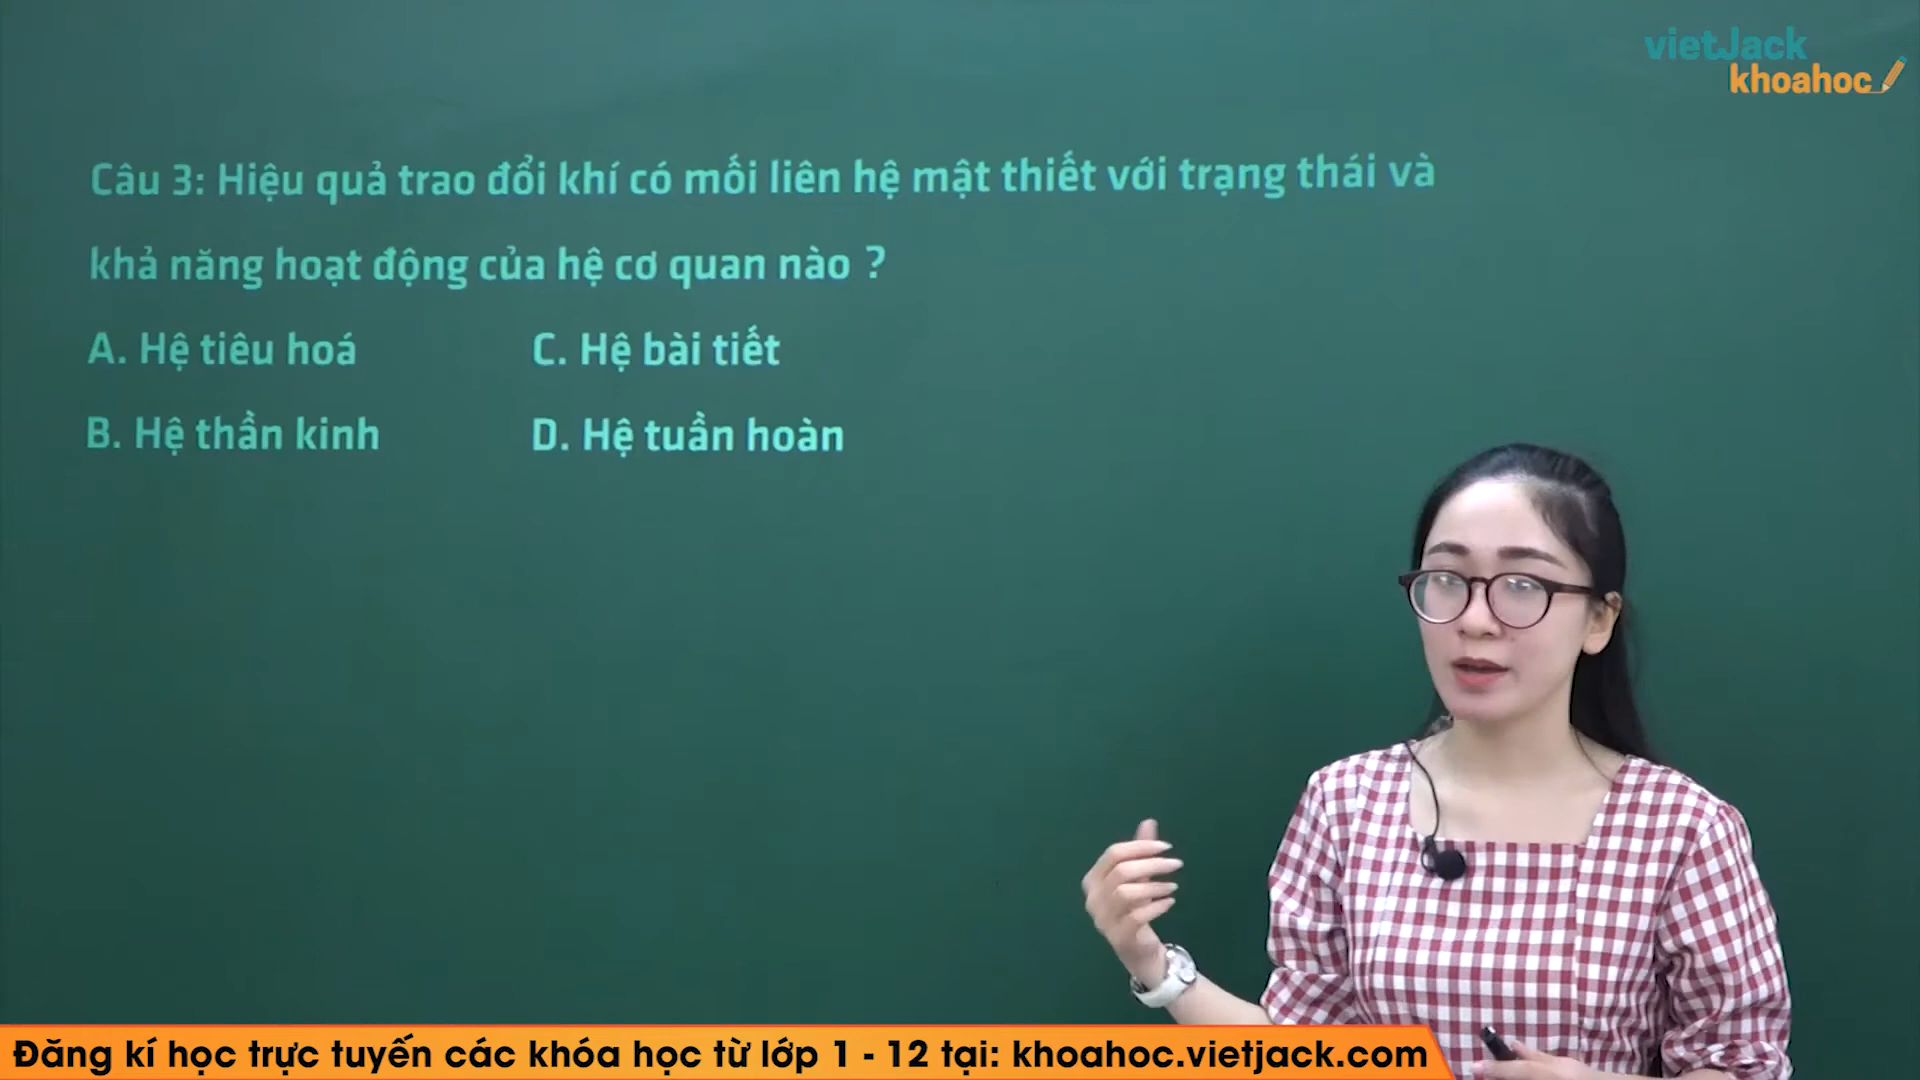 vietJack
khoahoc
Câu 3: Hiệu quả trao đổi khí có mối liên hệ mật thiết với trạng thái và
khả năng hoạt động của hệ cơ quan nào ?
A. Hệ tiêu hoá
C. Hệ bài tiết
B. Hệ thần kinh
D. Hệ tuần hoàn
Đăng kí học trực tuyến các khóa học từ lớp 1 - 12 tại: khoahoc.vietjack.com